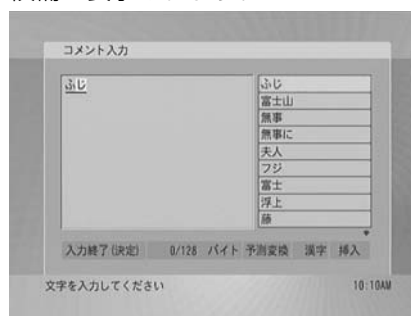 コメント入力
ふじ
ふじ
富士山
無事
無事に
夫人
フジ
富士
浮上
藤
入力終了(決定) 0/128 バイト 予測変換 漢字 挿入
文字を入力してください 10:10AM